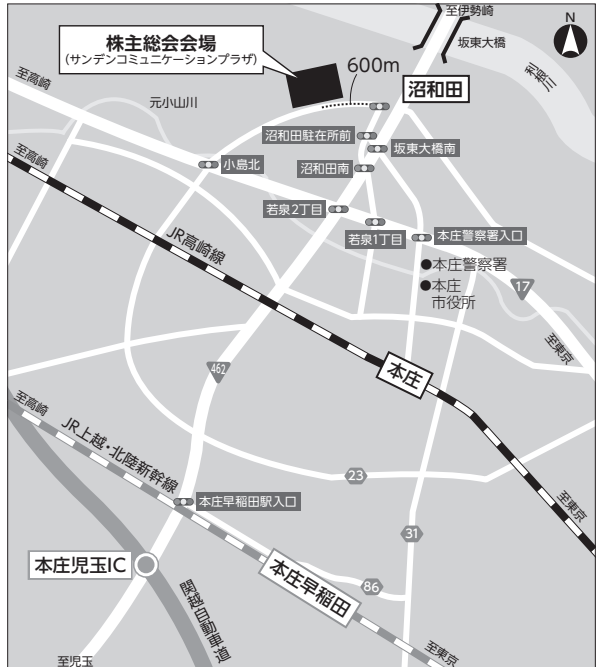 至伊勢崎
N
坂東大橋
利根川
株主総会会場
(サンデンコミュニケーションプラザ)
600m
沼和田
至高崎
元小山川
沼和田駐在所前
坂東大橋南
小島北
沼和田南
至高崎
若泉2丁目
若泉1丁目
本庄警察署入口
JR高崎線
本庄警察署
本庄
市役所
17
至東京
462
本庄
至高崎
JR上越・北陸新幹線
23
本庄早稲田駅入口
至東京
31
本庄児玉IC
86
本庄早稲田
関越自動車道
至児玉
至東京